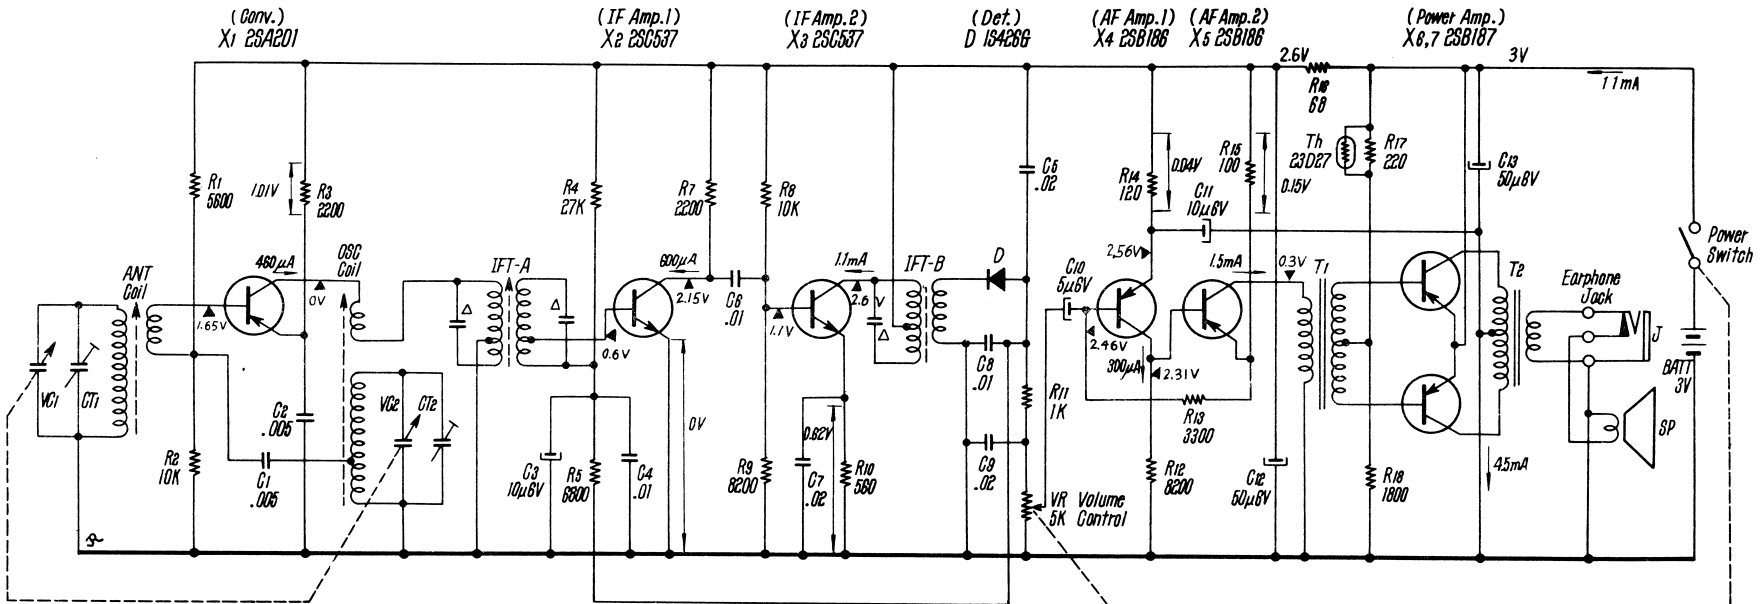 (Conv.)
X1 2SA201
(IF Amp.1)
X2 2SC537
(IF Amp.2)
X3 2SC537
(Det.)
D 1S426G
(AF Amp.1)
X4 2SB186
(AF Amp.2)
X5 2SB186
(Power Amp.)
X6,7 2SB187
2.6V
3V
11mA
R16
68
R1
5600
1.01V
R3
2200
R4
27K
R7
2200
R8
10K
C5
.02
R14
120
0.04V
C11
10μ6V
R15
100
0.15V
Th
23D27
R17
220
C13
50μ6V
Power
Switch
ANT
Coil
460μA
OSC
Coil
0V
1.65V
IFT-A
Δ
Δ
600μA
2.15V
0.6V
C6
.01
1.1mA
2.6V
1.1V
Δ
IFT-B
D
C10
5μ6V
2.56V
2.46V
300μA
2.31V
1.5mA
0.3V
T1
T2
Earphone
Jack
J
BATT
3V
VC1
CT1
C2
.005
VC2
CT2
R2
10K
C1
.005
C3
10μ6V
R5
6800
C4
.01
0V
R9
8200
C7
.02
0.62V
R10
560
C8
.01
R11
1K
C9
.02
VR Volume
5K Control
R13
3300
R12
8200
C12
50μ6V
R18
1800
4.5mA
SP